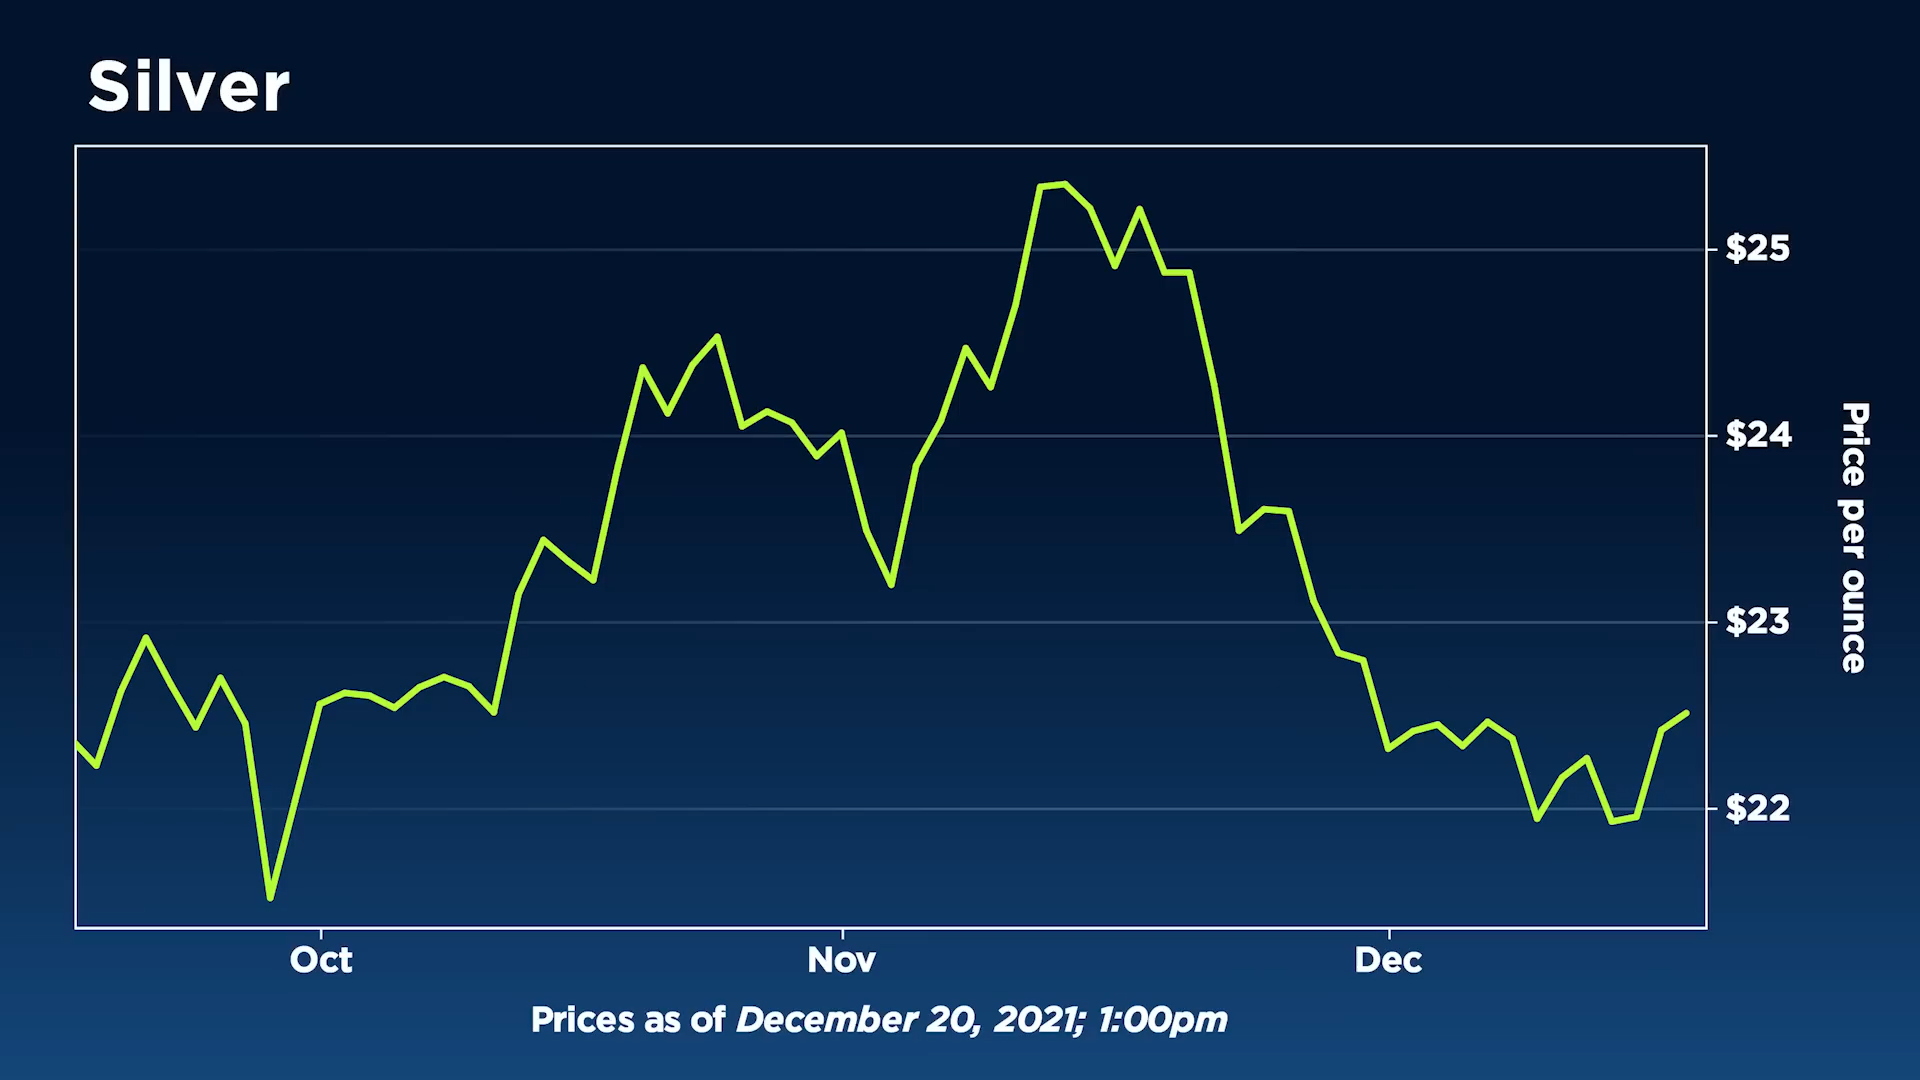 Silver
$25
$24
$23
$22
Price per ounce
Oct Nov Dec
Prices as of December 20, 2021; 1:00pm